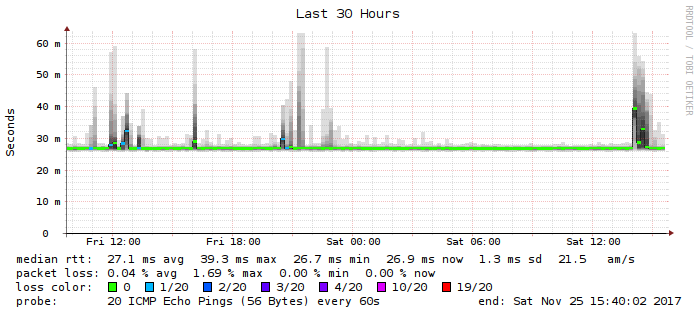 Last 30 Hours
RRDTOOL / TOBI OETIKER
Seconds
60 m
50 m
40 m
30 m
20 m
10 m
0
Fri 12:00 Fri 18:00 Sat 00:00 Sat 06:00 Sat 12:00
median rtt: 27.1 ms avg 39.3 ms max 26.7 ms min 26.9 ms now 1.3 ms sd 21.5 am/s
packet loss: 0.04 % avg 1.69 % max 0.00 % min 0.00 % now
loss color: 0 1/20 2/20 3/20 4/20 10/20 19/20
probe: 20 ICMP Echo Pings (56 Bytes) every 60s end: Sat Nov 25 15:40:02 2017